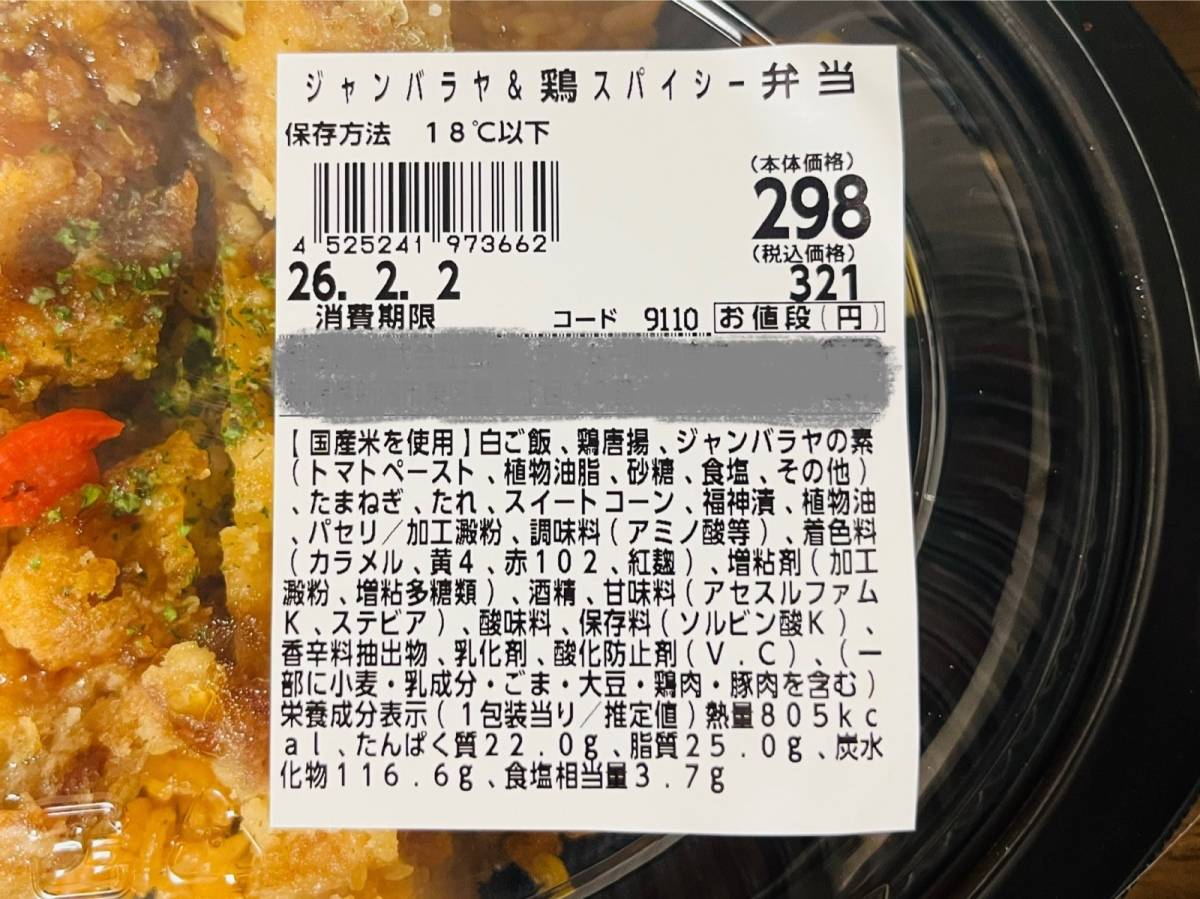 ジャンバラヤ&鶏スパイシー弁当
保存方法 18℃以下
(本体価格)
298
4 525241 973662
(税込価格)
26. 2. 2
321
消費期限 コード 9110 お値段(円)
【国産米を使用】白ご飯、鶏唐揚、ジャンバラヤの素
(トマトペースト、植物油脂、砂糖、食塩、その他)
、たまねぎ、たれ、スイートコーン、福神漬、植物油
、パセリ/加工澱粉、調味料(アミノ酸等)、着色料
(カラメル、黄4、赤102、紅麹)、増粘剤(加工
澱粉、増粘多糖類)、酒精、甘味料(アセスルファム
K、ステビア)、酸味料、保存料(ソルビン酸K)、
香辛料抽出物、乳化剤、酸化防止剤(V.C)、(一
部に小麦・乳成分・ごま・大豆・鶏肉・豚肉を含む)
栄養成分表示(1包装当り/推定値)熱量805kc
al、たんぱく質22.0g、脂質25.0g、炭水
化物116.6g、食塩相当量3.7g